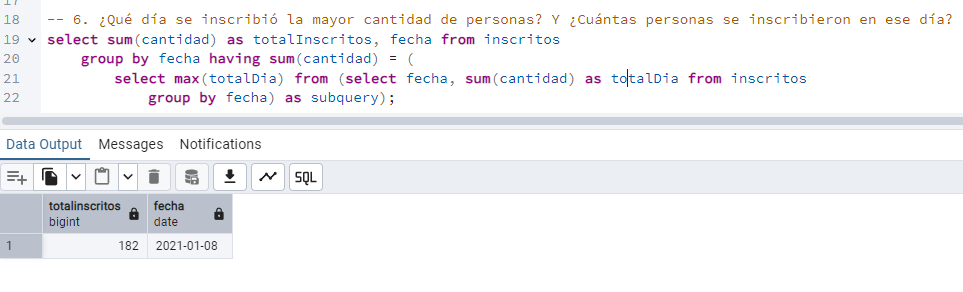 17
18 -- 6. ¿Qué día se inscribió la mayor cantidad de personas? Y ¿Cuántas personas se inscribieron en ese día?
19 select sum(cantidad) as totalInscritos, fecha from inscritos
20 group by fecha having sum(cantidad) = (
21 select max(totalDia) from (select fecha, sum(cantidad) as totalDia from inscritos
22 group by fecha) as subquery);
Data Output Messages Notifications
SQL
totalinscritos fecha
bigint date
1 182 2021-01-08